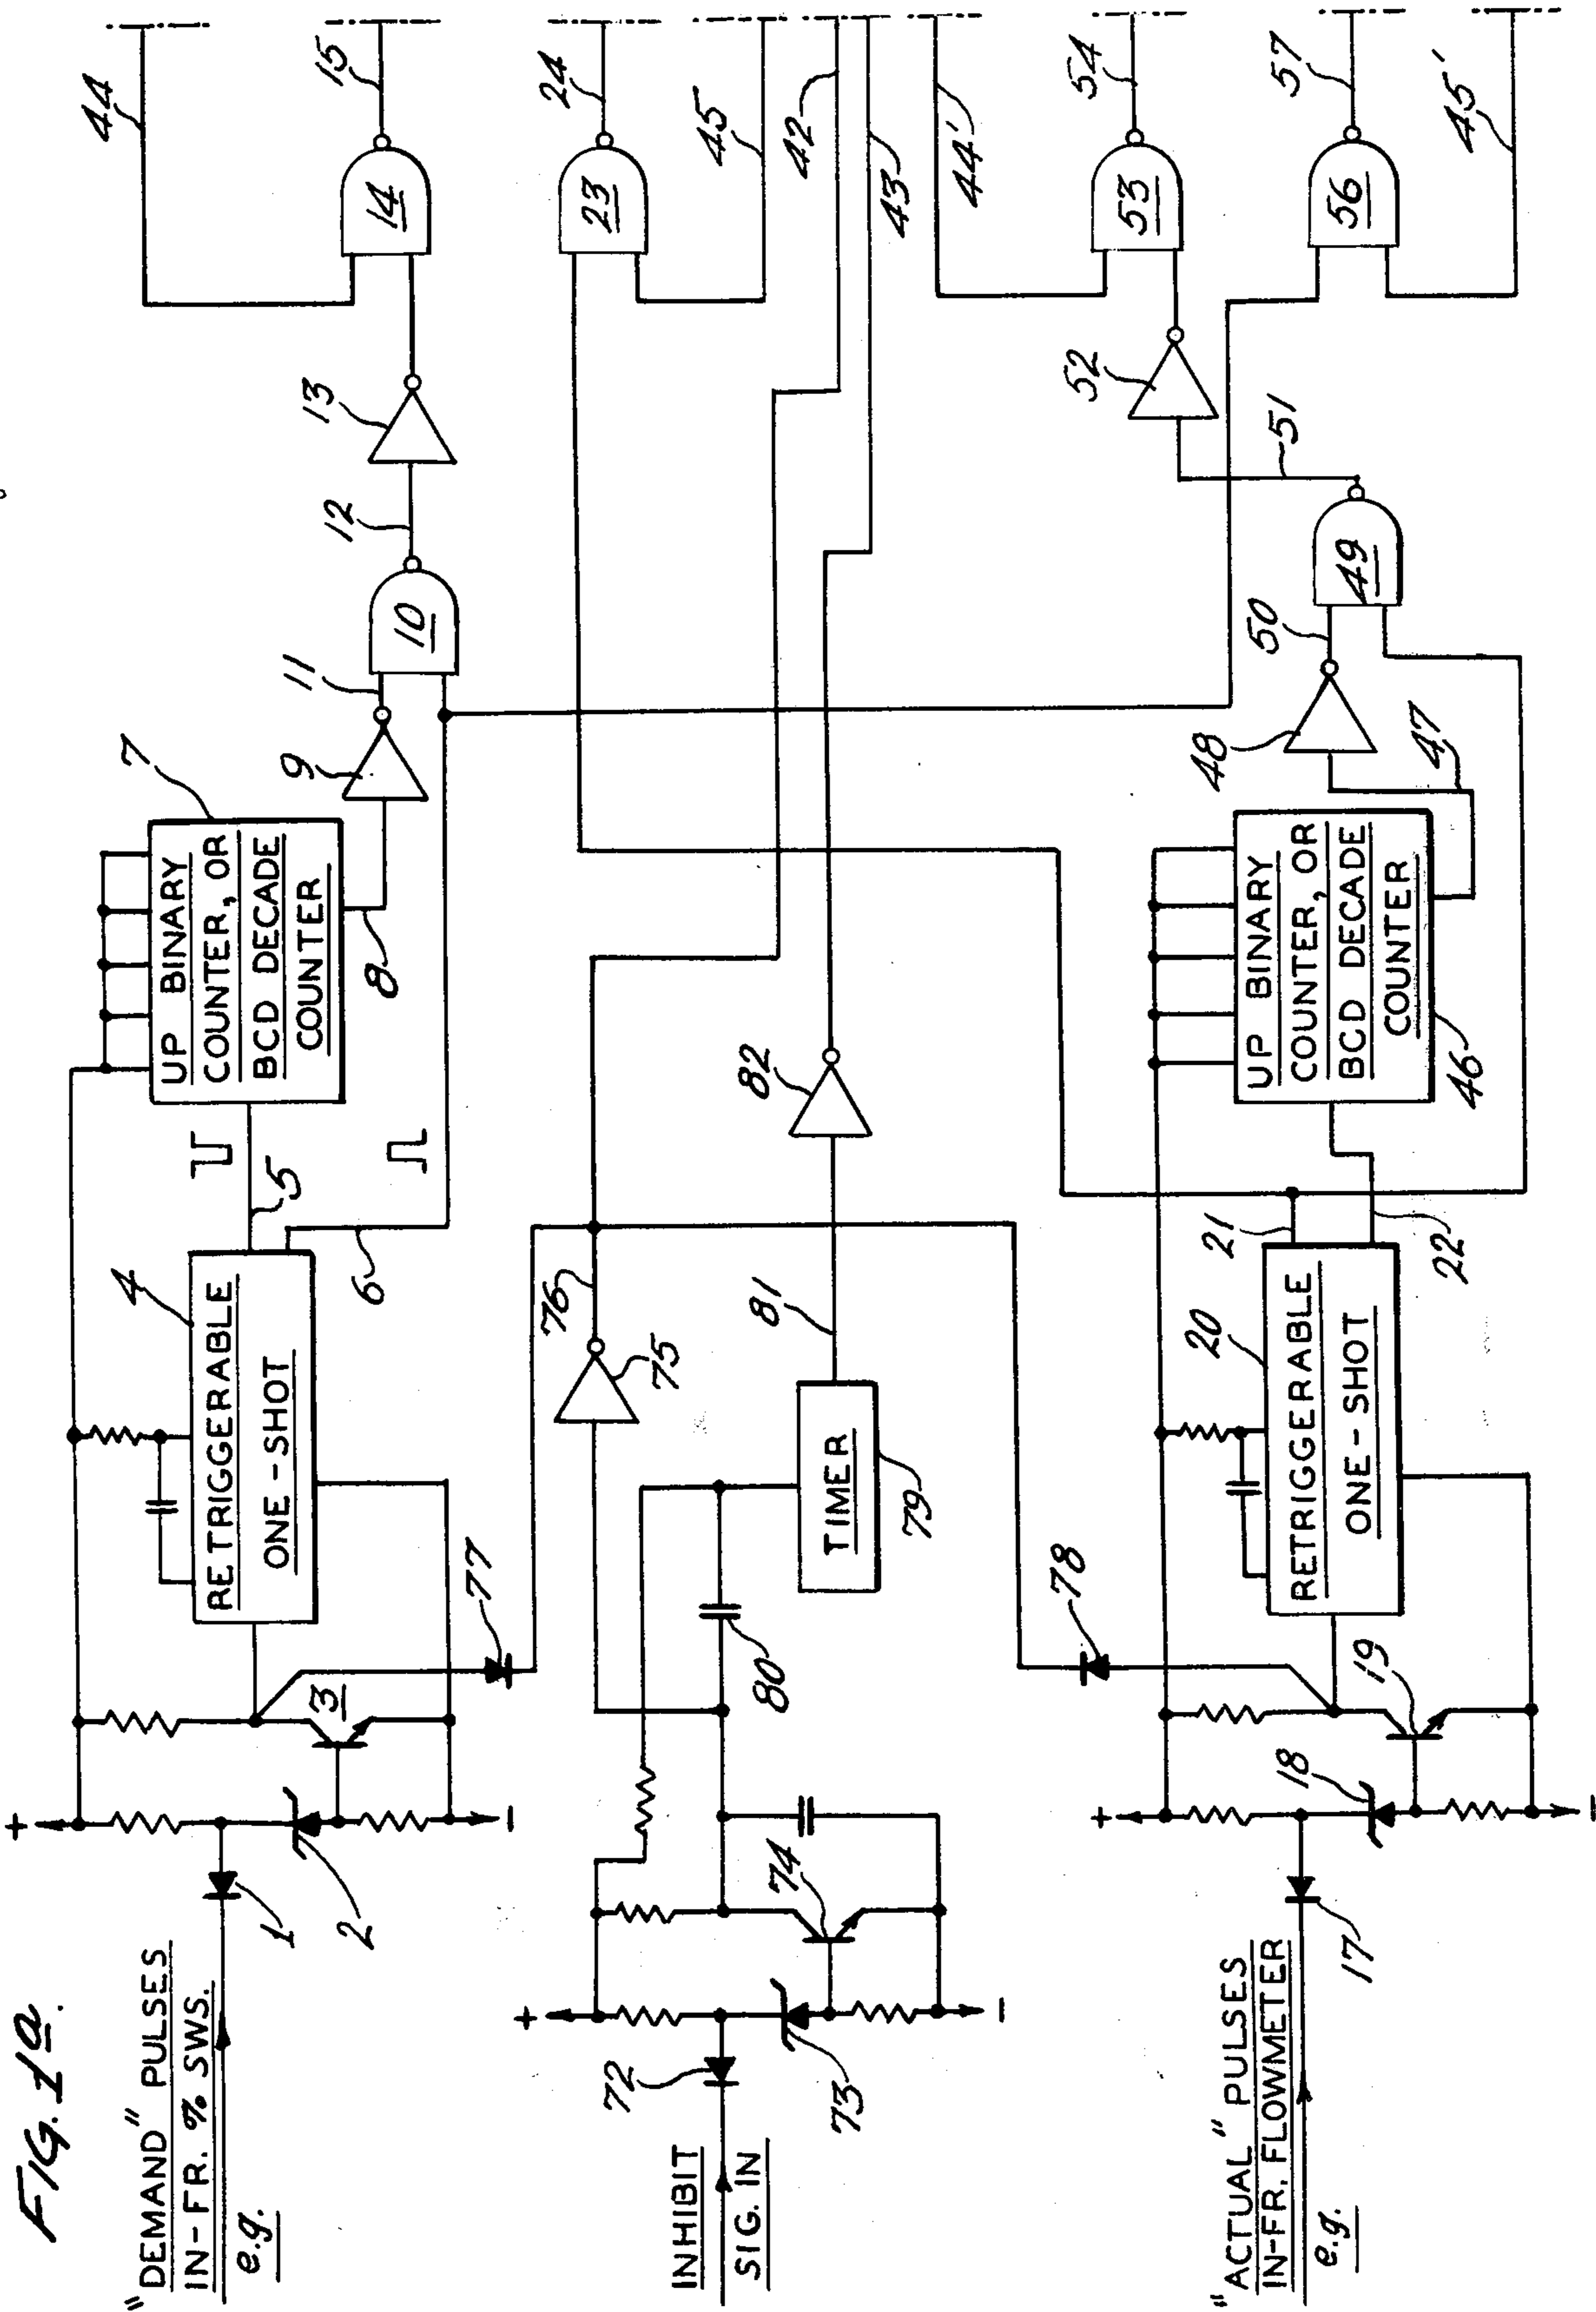 FIG. 1a.
"DEMAND" PULSES
IN-FR. % SWS.
e.g.
+
−
1
2
3
4
RETRIGGERABLE
ONE-SHOT
5
6
7
UP BINARY
COUNTER, OR
BCD DECADE
COUNTER
8
9
10
11
12
13
14
15
44
77
INHIBIT
SIG. IN
+
−
72
73
74
75
76
80
TIMER
79
81
82
23
24
45
42
43
"ACTUAL" PULSES
IN-FR. FLOWMETER
e.g.
+
−
17
18
19
78
20
RETRIGGERABLE
ONE-SHOT
21
22
UP BINARY
COUNTER, OR
BCD DECADE
COUNTER
46
47
48
49
50
51
52
53
54
44'
56
57
45'